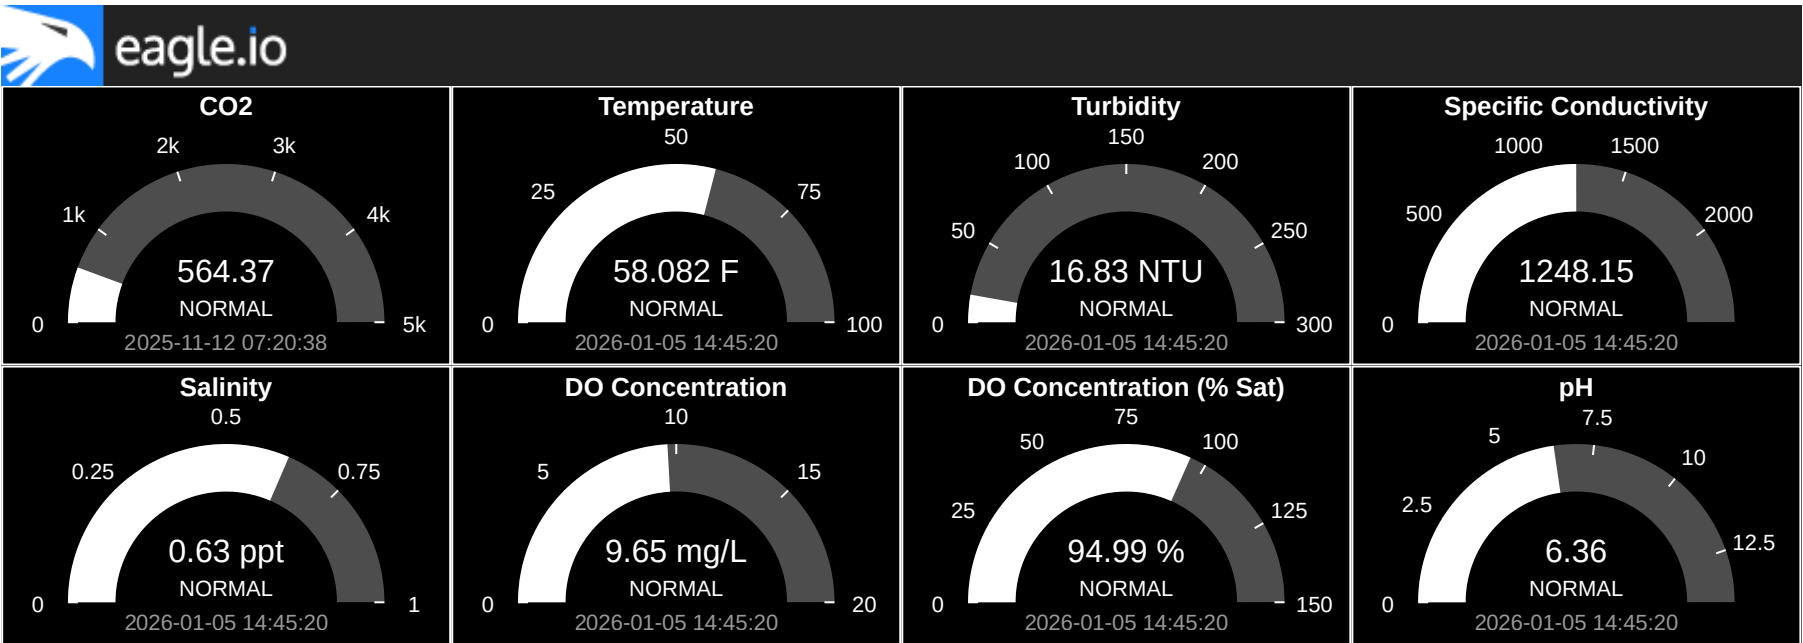 eagle.io
CO2
2k
3k
1k
4k
564.37
NORMAL
0
5k
2025-11-12 07:20:38
Temperature
50
25
75
58.082 F
NORMAL
0
100
2026-01-05 14:45:20
Turbidity
150
100
200
50
250
16.83 NTU
NORMAL
0
300
2026-01-05 14:45:20
Specific Conductivity
1000
1500
500
2000
1248.15
NORMAL
0
2026-01-05 14:45:20
Salinity
0.5
0.25
0.75
0.63 ppt
NORMAL
0
1
2026-01-05 14:45:20
DO Concentration
10
5
15
9.65 mg/L
NORMAL
0
20
2026-01-05 14:45:20
DO Concentration (% Sat)
75
50
100
25
125
94.99 %
NORMAL
0
150
2026-01-05 14:45:20
pH
7.5
5
10
2.5
12.5
6.36
NORMAL
0
2026-01-05 14:45:20